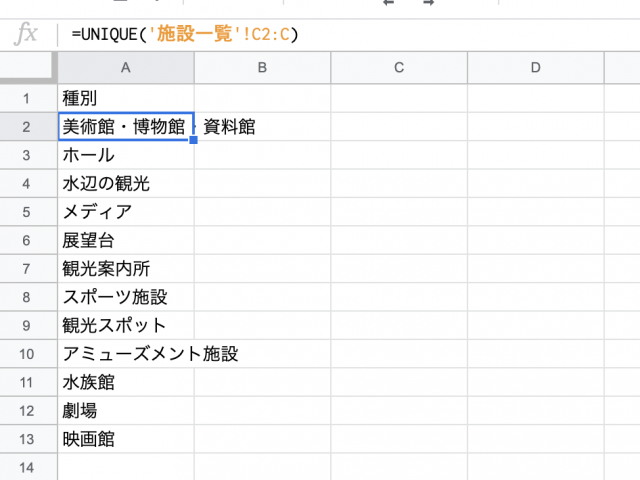 fx =UNIQUE('施設一覧'!C2:C)
A B C D
1 種別
2 美術館・博物館・資料館
3 ホール
4 水辺の観光
5 メディア
6 展望台
7 観光案内所
8 スポーツ施設
9 観光スポット
10 アミューズメント施設
11 水族館
12 劇場
13 映画館
14